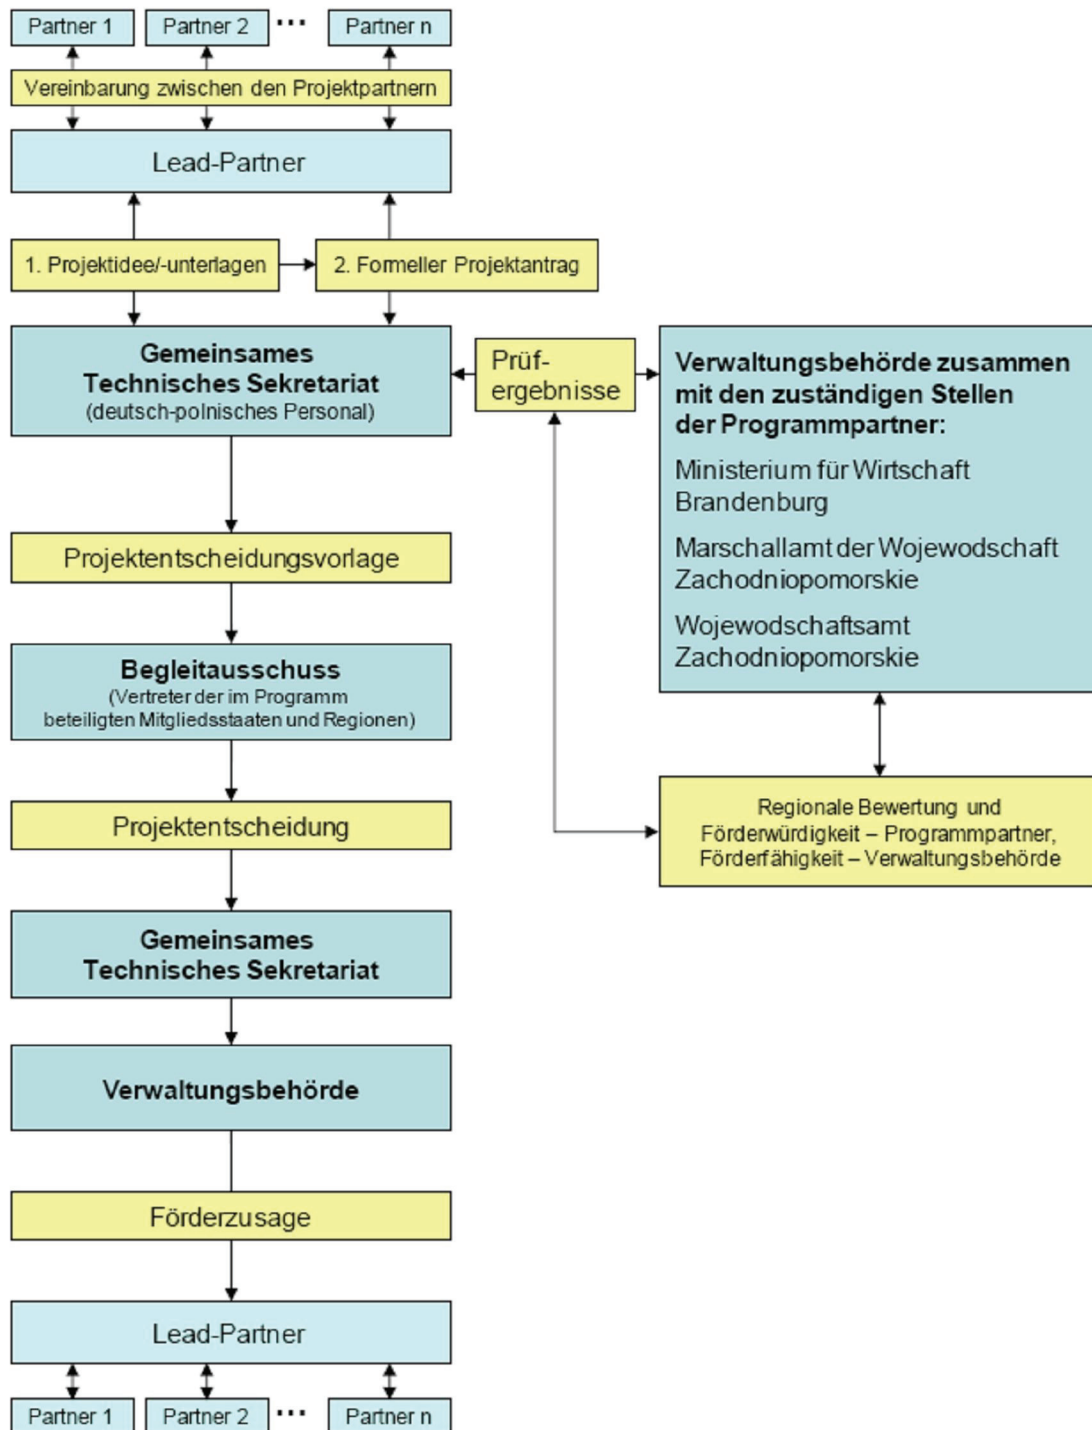 Partner 1
Partner 2
...
Partner n
Vereinbarung zwischen den Projektpartnern
Lead-Partner
1. Projektidee/-unterlagen
2. Formeller Projektantrag
Gemeinsames
Technisches Sekretariat
(deutsch-polnisches Personal)
Prüf-
ergebnisse
Verwaltungsbehörde zusammen
mit den zuständigen Stellen
der Programmpartner:
Ministerium für Wirtschaft
Brandenburg
Marschallamt der Wojewodschaft
Zachodniopomorskie
Wojewodschaftsamt
Zachodniopomorskie
Projektentscheidungsvorlage
Begleitausschuss
(Vertreter der im Programm
beteiligten Mitgliedsstaaten und Regionen)
Projektentscheidung
Regionale Bewertung und
Förderwürdigkeit – Programmpartner,
Förderfähigkeit – Verwaltungsbehörde
Gemeinsames
Technisches Sekretariat
Verwaltungsbehörde
Förderzusage
Lead-Partner
Partner 1
Partner 2
...
Partner n